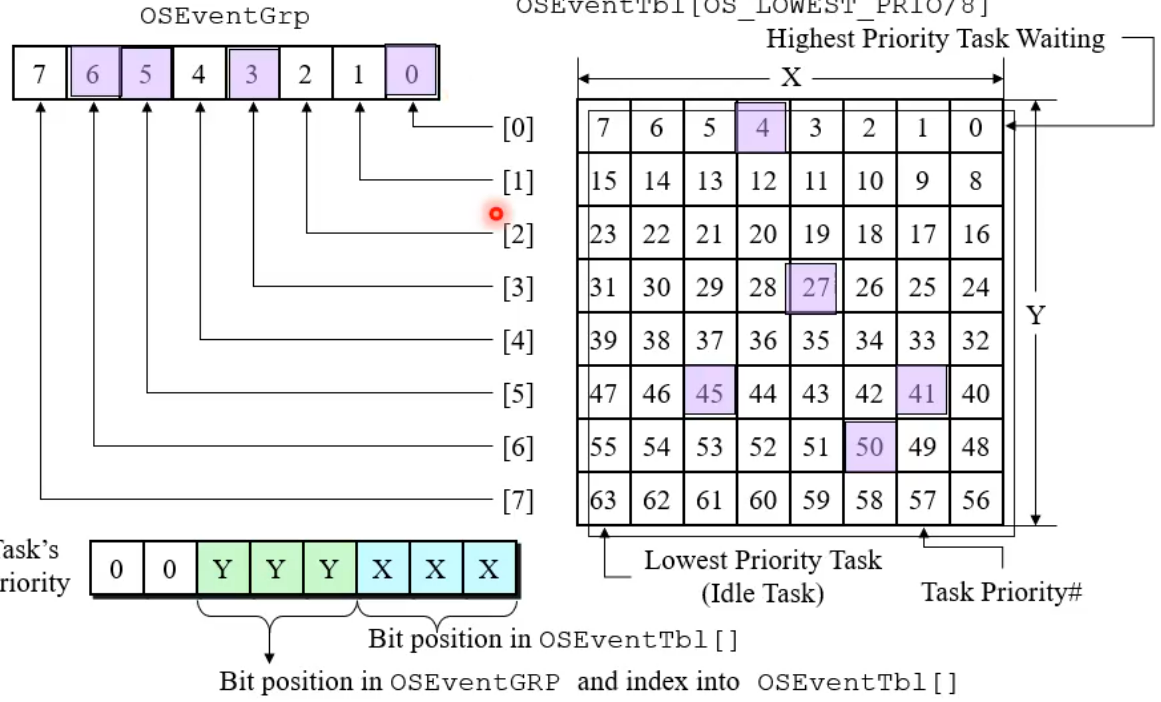 OSEventGrp
OSEventTbl[OS_LOWEST_PRIO/8]
Highest Priority Task Waiting
7 6 5 4 3 2 1 0
X
[0] 7 6 5 4 3 2 1 0
[1] 15 14 13 12 11 10 9 8
[2] 23 22 21 20 19 18 17 16
[3] 31 30 29 28 27 26 25 24
Y
[4] 39 38 37 36 35 34 33 32
[5] 47 46 45 44 43 42 41 40
[6] 55 54 53 52 51 50 49 48
[7] 63 62 61 60 59 58 57 56
Task's
riority
0 0 Y Y Y X X X
Lowest Priority Task
(Idle Task)
Task Priority#
Bit position in OSEventTbl[]
Bit position in OSEventGRP and index into OSEventTbl[]